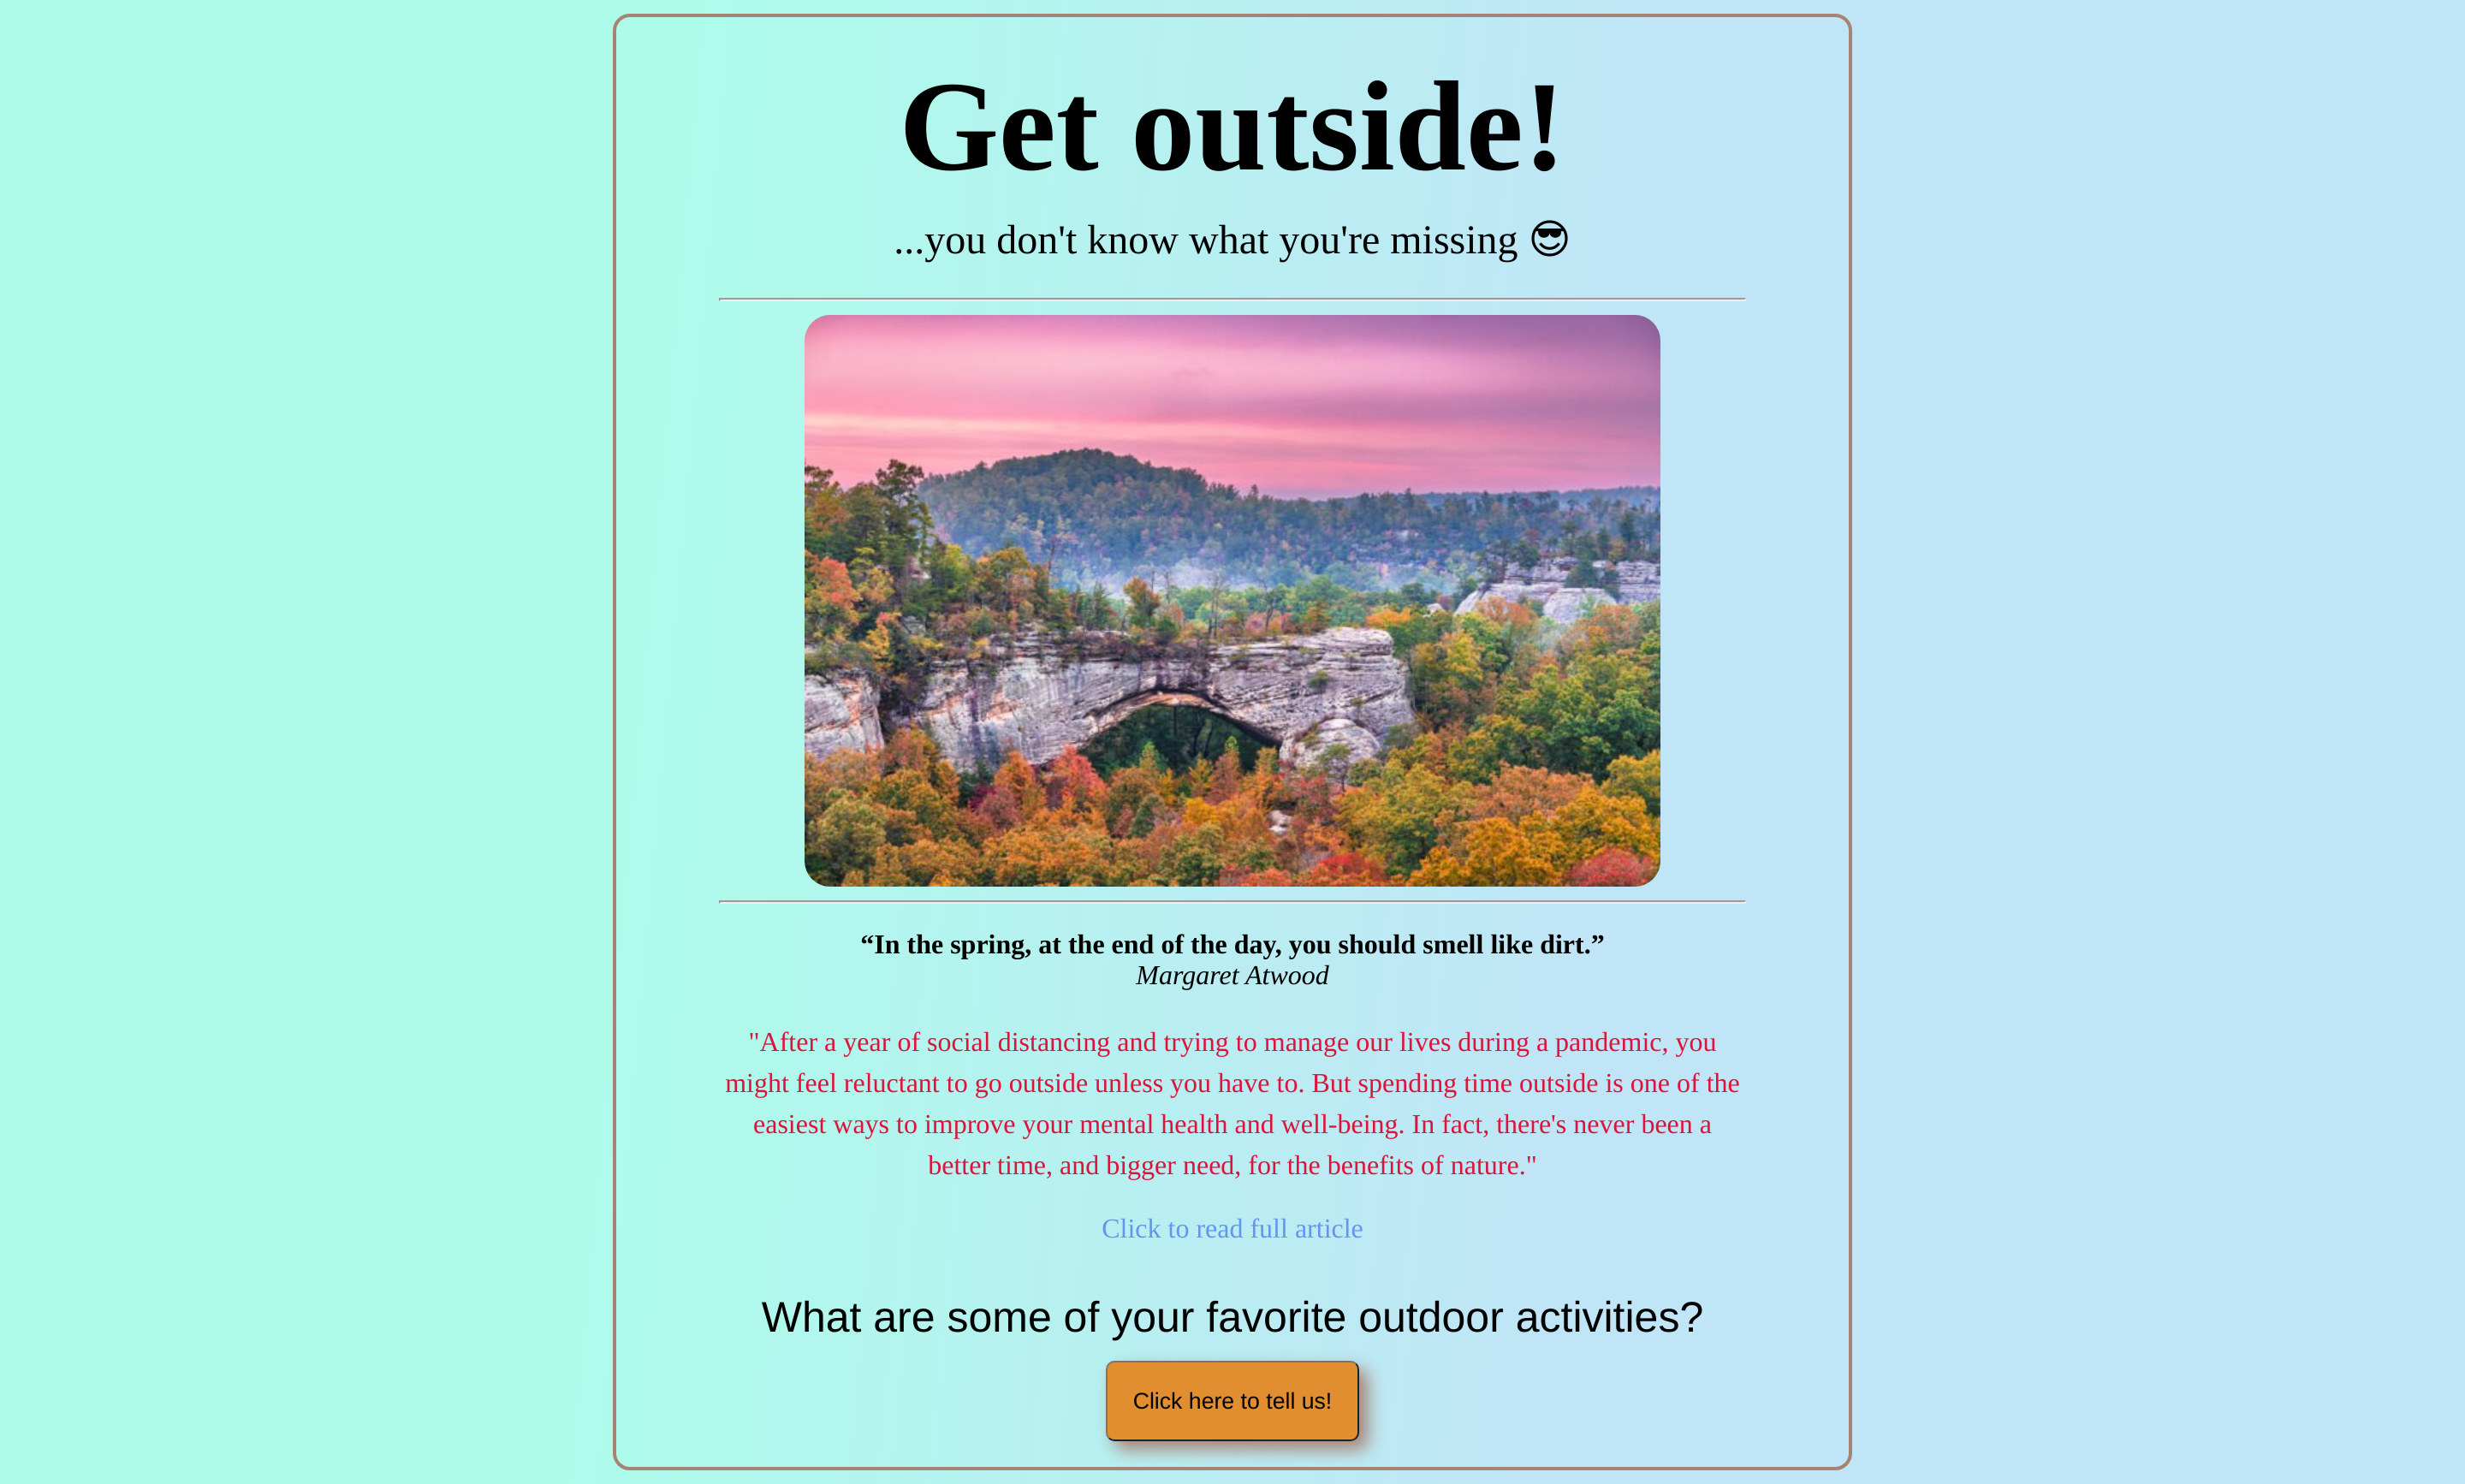 Get outside!
...you don't know what you're missing 😎
“In the spring, at the end of the day, you should smell like dirt.”
Margaret Atwood
"After a year of social distancing and trying to manage our lives during a pandemic, you
might feel reluctant to go outside unless you have to. But spending time outside is one of the
easiest ways to improve your mental health and well-being. In fact, there's never been a
better time, and bigger need, for the benefits of nature."
Click to read full article
What are some of your favorite outdoor activities?
Click here to tell us!